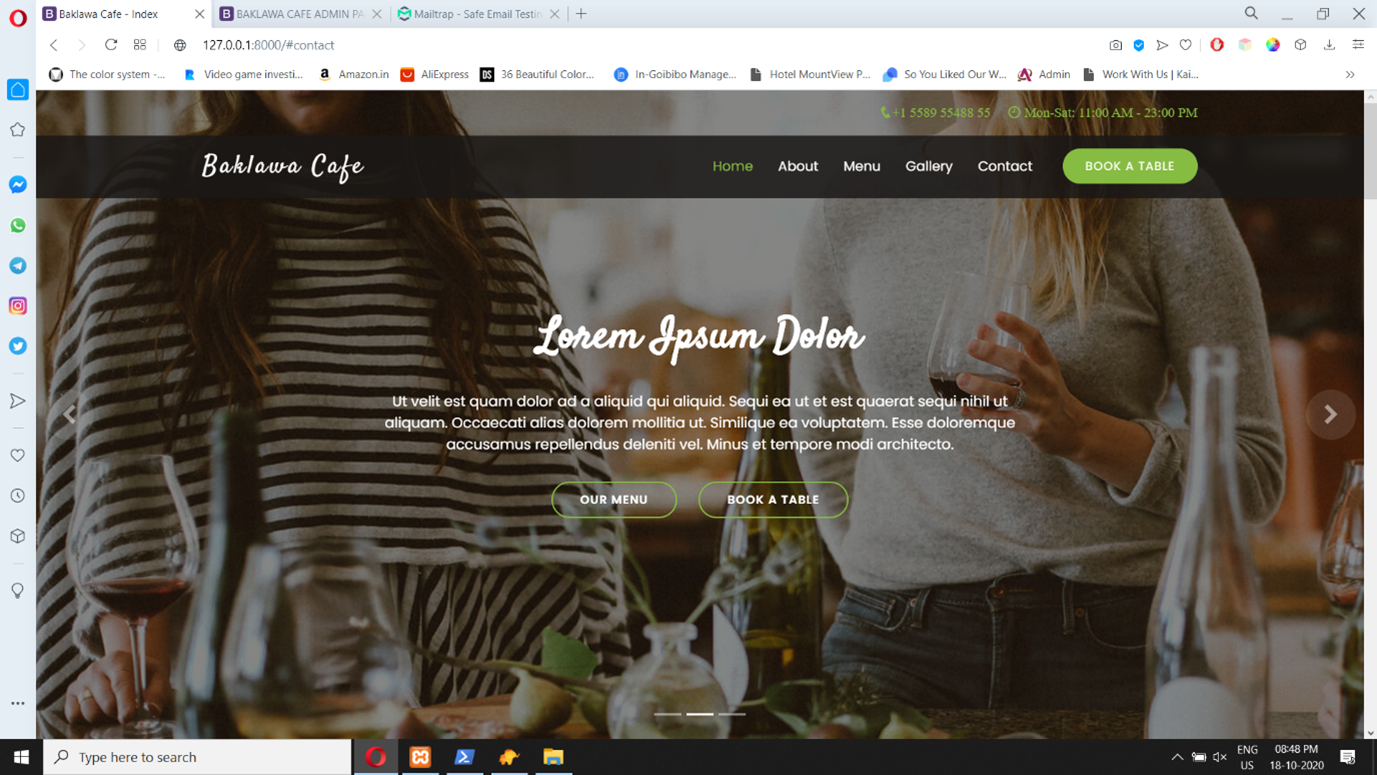 Baklawa Cafe - Index
BAKLAWA CAFE ADMIN PA
Mailtrap - Safe Email Testin
127.0.0.1:8000/#contact
The color system -...
Video game investi...
Amazon.in
AliExpress
36 Beautiful Color...
In-Goibibo Manage...
Hotel MountView P...
So You Liked Our W...
Admin
Work With Us | Kai...
+1 5589 55488 55
Mon-Sat: 11:00 AM - 23:00 PM
Baklawa Cafe
Home
About
Menu
Gallery
Contact
BOOK A TABLE
Lorem Ipsum Dolor
Ut velit est quam dolor ad a aliquid qui aliquid. Sequi ea ut et est quaerat sequi nihil ut
aliquam. Occaecati alias dolorem mollitia ut. Similique ea voluptatem. Esse doloremque
accusamus repellendus deleniti vel. Minus et tempore modi architecto.
OUR MENU
BOOK A TABLE
Type here to search
ENG
US
08:48 PM
18-10-2020